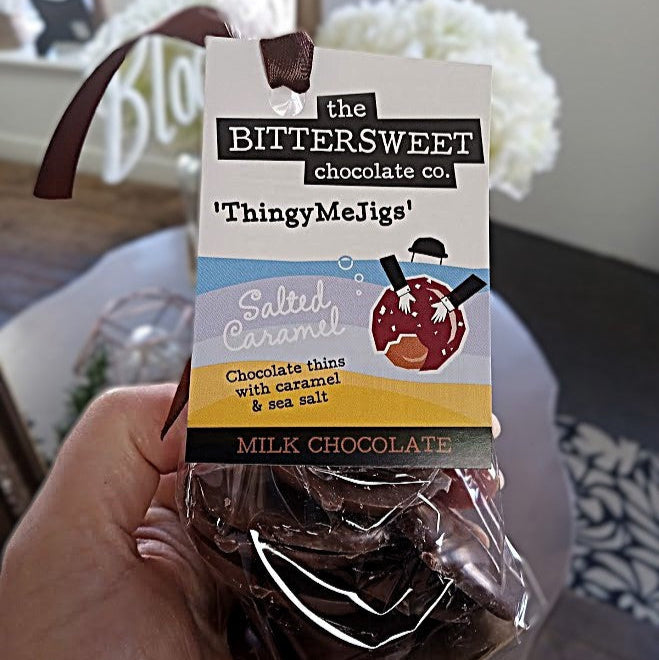 the
BITTERSWEET
chocolate co.
'ThingyMeJigs'
Salted
Caramel
Chocolate thins
with caramel
& sea salt
MILK CHOCOLATE